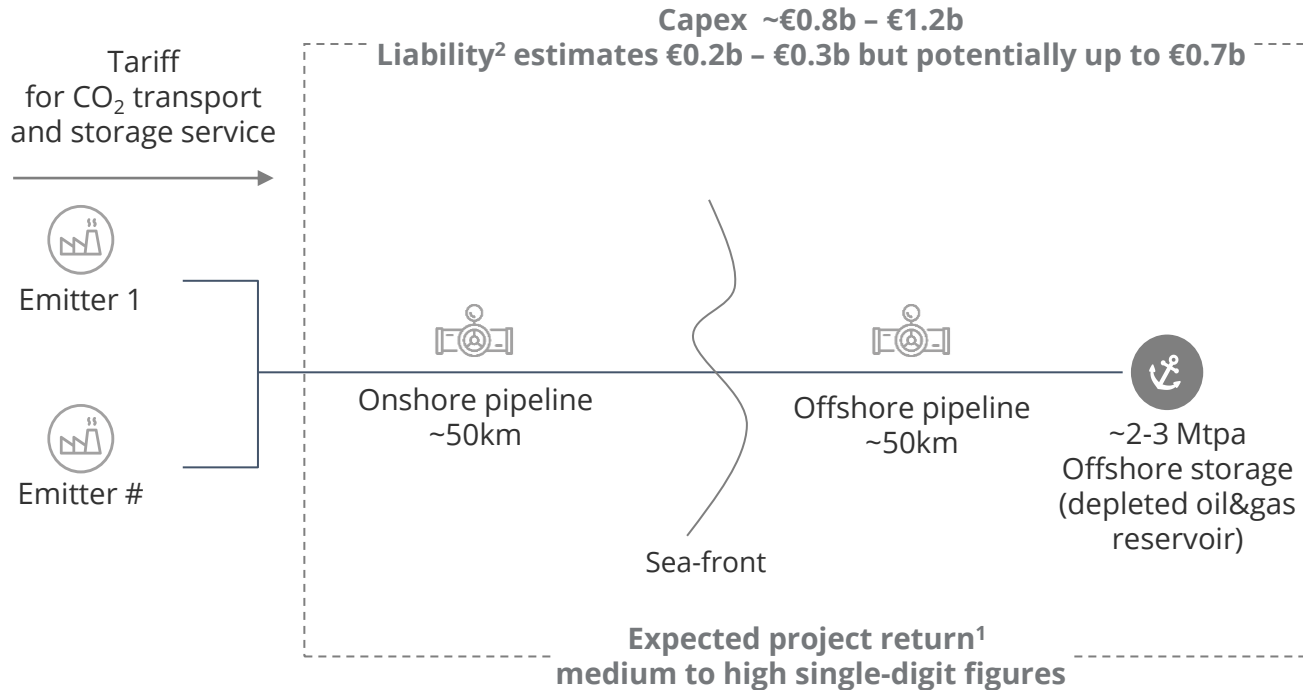 Capex ~€0.8b – €1.2b
Liability² estimates €0.2b – €0.3b but potentially up to €0.7b
Tariff
for CO₂ transport
and storage service
Emitter 1
Emitter #
Onshore pipeline
~50km
Offshore pipeline
~50km
~2-3 Mtpa
Offshore storage
(depleted oil&gas
reservoir)
Sea-front
Expected project return¹
medium to high single-digit figures